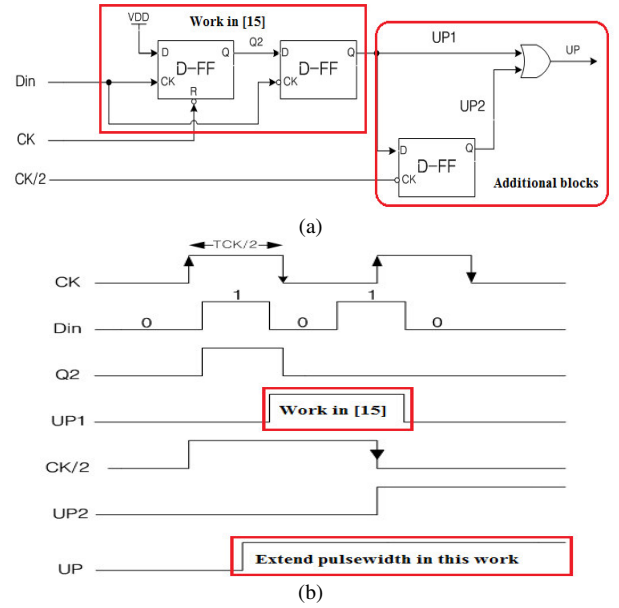 Work in [15]
VDD
D Q Q2 D Q UP1 UP
Din
D-FF D-FF
CK CK
R
UP2
CK
D Q
D-FF
CK/2
CK
Additional blocks
(a)
TCK/2
CK
1 1
Din 0 0 0
Q2
Work in [15]
UP1
CK/2
UP2
Extend pulsewidth in this work
UP
(b)